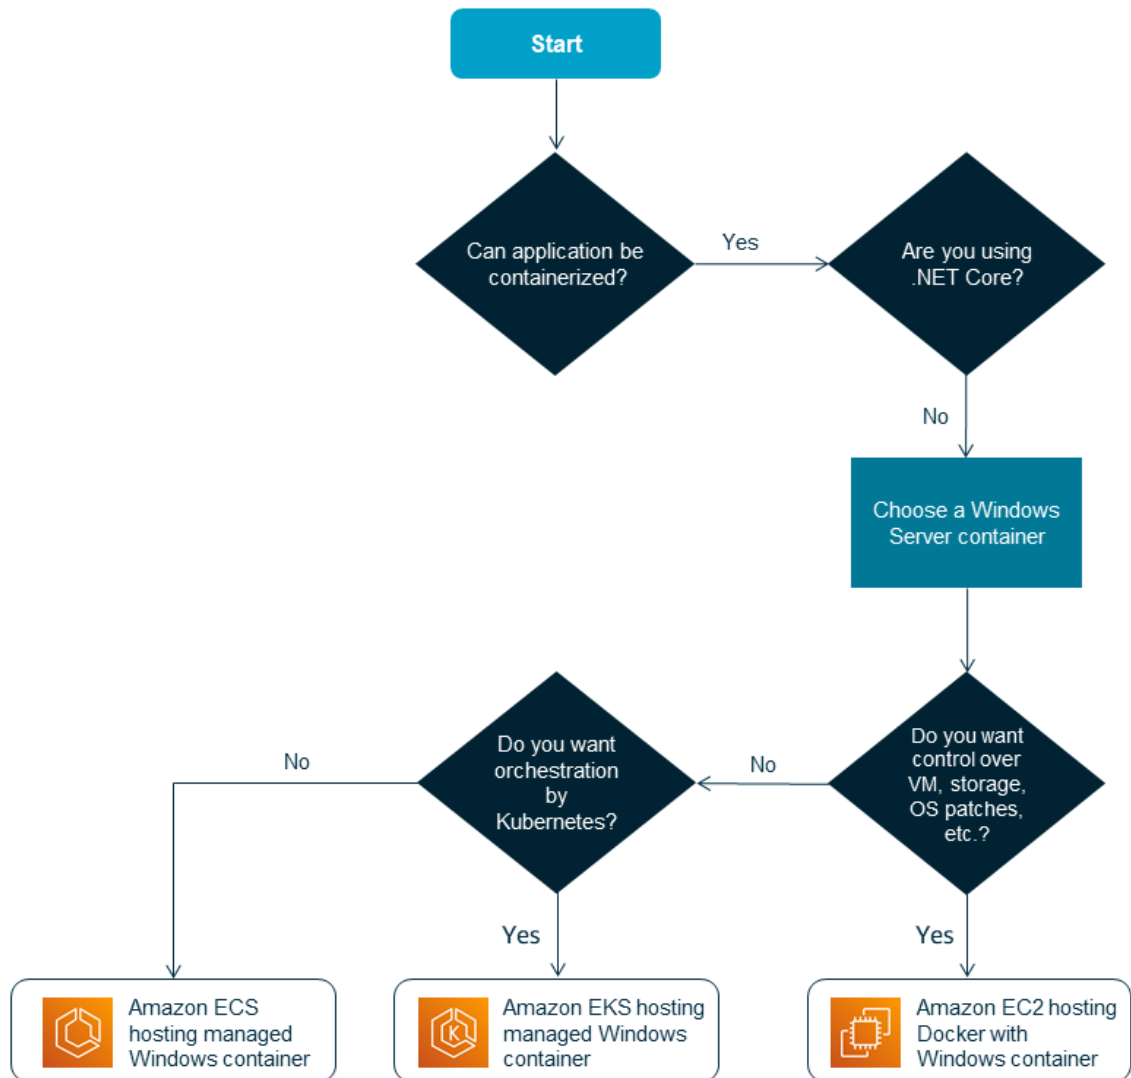 Start
Can application be
containerized?
Yes
Are you using
.NET Core?
No
Choose a Windows
Server container
Do you want
control over
VM, storage,
OS patches,
etc.?
No
Do you want
orchestration
by
Kubernetes?
No
Yes
Yes
Amazon ECS
hosting managed
Windows container
K
Amazon EKS hosting
managed Windows
container
Amazon EC2 hosting
Docker with
Windows container